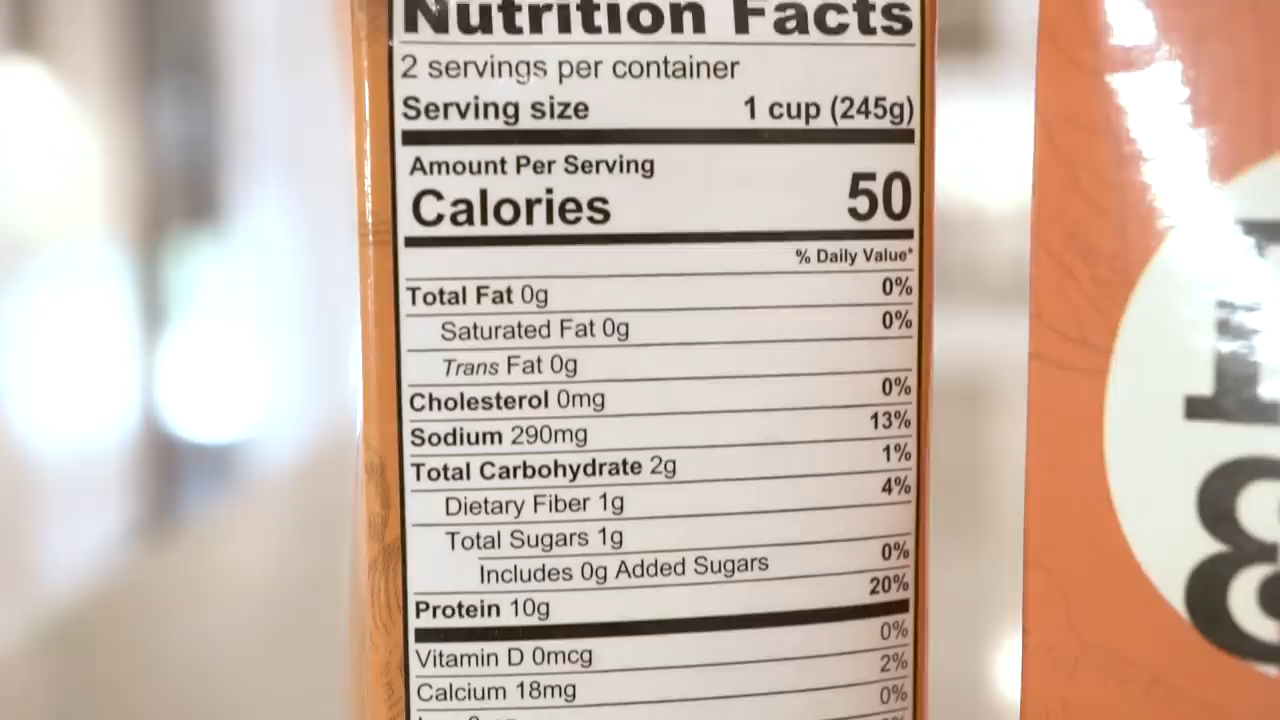 Nutrition Facts
2 servings per container
Serving size 1 cup (245g)
Amount Per Serving
Calories 50
% Daily Value*
Total Fat 0g 0%
Saturated Fat 0g 0%
Trans Fat 0g
Cholesterol 0mg 0%
Sodium 290mg 13%
Total Carbohydrate 2g 1%
Dietary Fiber 1g 4%
Total Sugars 1g
Includes 0g Added Sugars 0%
Protein 10g 20%
Vitamin D 0mcg 0%
Calcium 18mg 2%
0%
8